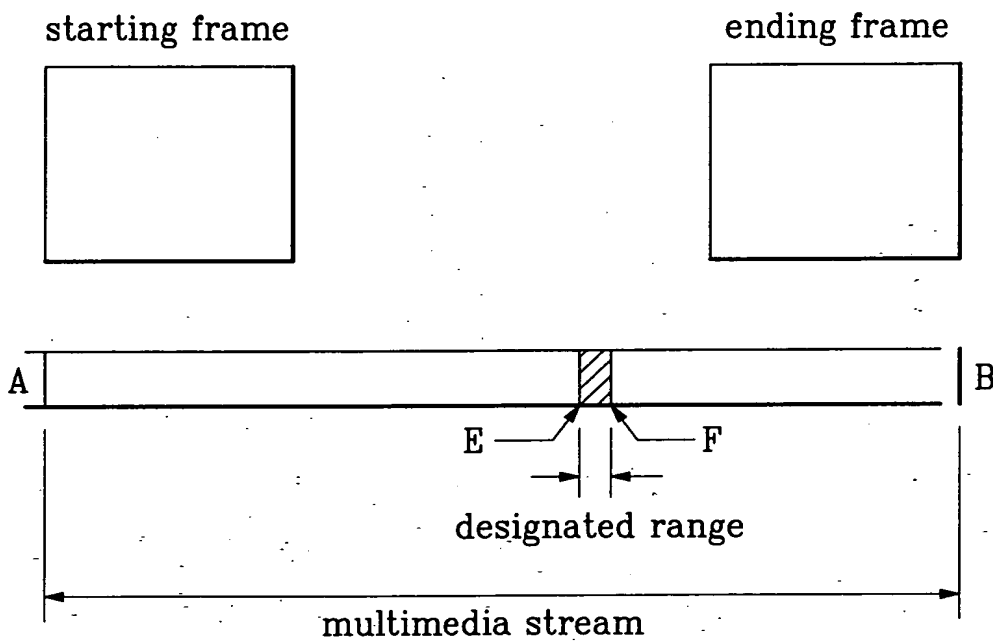 starting frame
ending frame
A
B
E
F
designated range
multimedia stream